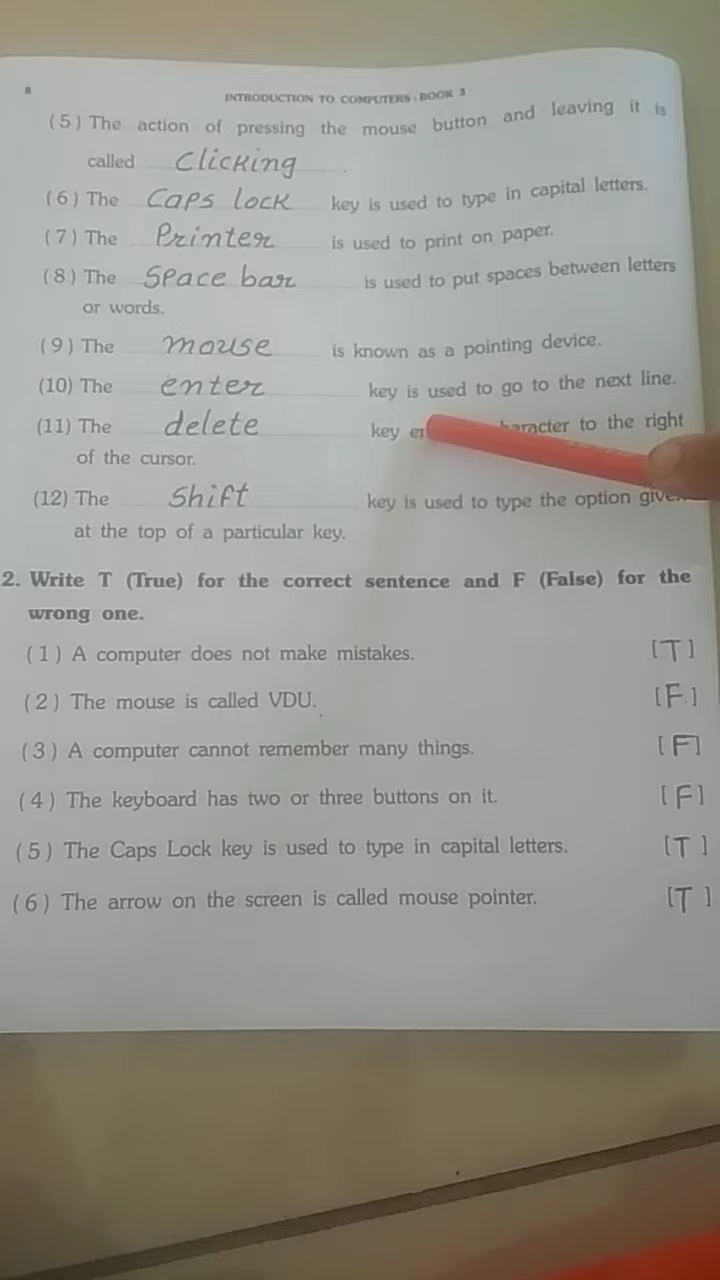 8
INTRODUCTION TO COMPUTERS : BOOK 3
(5) The action of pressing the mouse button and leaving it is
called Clicking .
(6) The Caps lock key is used to type in capital letters.
(7) The Printer is used to print on paper.
(8) The Space bar is used to put spaces between letters
or words.
(9) The mouse is known as a pointing device.
(10) The enter key is used to go to the next line.
(11) The delete key to the right
of the cursor.
(12) The Shift key is used to type the option
at the top of a particular key.
2. Write T (True) for the correct sentence and F (False) for the
wrong one.
(1) A computer does not make mistakes. [T]
(2) The mouse is called VDU. [F]
(3) A computer cannot remember many things. [F]
(4) The keyboard has two or three buttons on it. [F]
(5) The Caps Lock key is used to type in capital letters. [T]
(6) The arrow on the screen is called mouse pointer. [T]